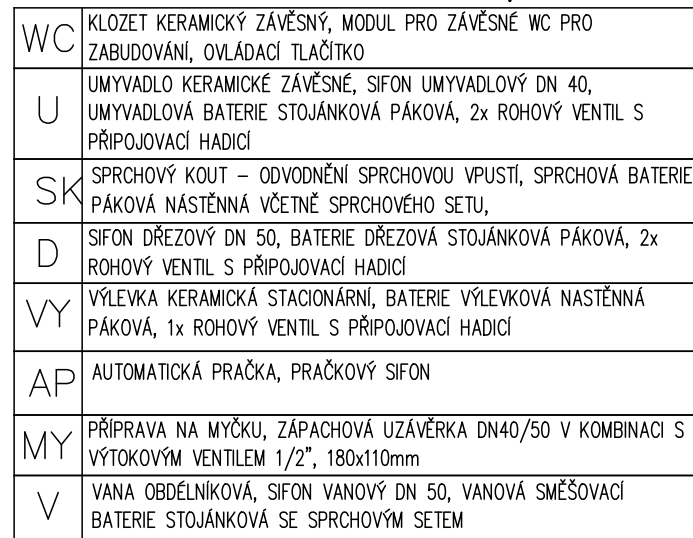 WC KLOZET KERAMICKÝ ZÁVĚSNÝ, MODUL PRO ZÁVĚSNÉ WC PRO
ZABUDOVÁNÍ, OVLÁDACÍ TLAČÍTKO
U UMYVADLO KERAMICKÉ ZÁVĚSNÉ, SIFON UMYVADLOVÝ DN 40,
UMYVADLOVÁ BATERIE STOJÁNKOVÁ PÁKOVÁ, 2x ROHOVÝ VENTIL S
PŘIPOJOVACÍ HADICÍ
SK SPRCHOVÝ KOUT – ODVODNĚNÍ SPRCHOVOU VPUSTÍ, SPRCHOVÁ BATERIE
PÁKOVÁ NÁSTĚNNÁ VČETNĚ SPRCHOVÉHO SETU,
D SIFON DŘEZOVÝ DN 50, BATERIE DŘEZOVÁ STOJÁNKOVÁ PÁKOVÁ, 2x
ROHOVÝ VENTIL S PŘIPOJOVACÍ HADICÍ
VY VÝLEVKA KERAMICKÁ STACIONÁRNÍ, BATERIE VÝLEVKOVÁ NASTĚNNÁ
PÁKOVÁ, 1x ROHOVÝ VENTIL S PŘIPOJOVACÍ HADICÍ
AP AUTOMATICKÁ PRAČKA, PRAČKOVÝ SIFON
MY PŘÍPRAVA NA MYČKU, ZÁPACHOVÁ UZÁVĚRKA DN40/50 V KOMBINACI S
VÝTOKOVÝM VENTILEM 1/2", 180x110mm
V VANA OBDÉLNÍKOVÁ, SIFON VANOVÝ DN 50, VANOVÁ SMĚŠOVACÍ
BATERIE STOJÁNKOVÁ SE SPRCHOVÝM SETEM